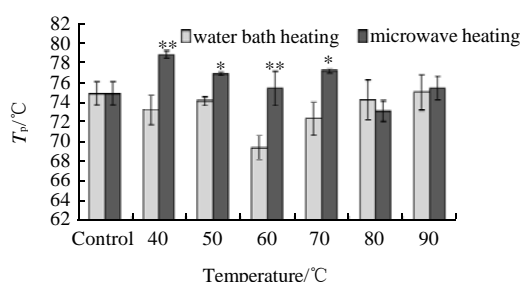 82
80
78
76
74
72
70
68
66
64
62
Tp/℃
water bath heating microwave heating
** * ** *
Control 40 50 60 70 80 90
Temperature/℃